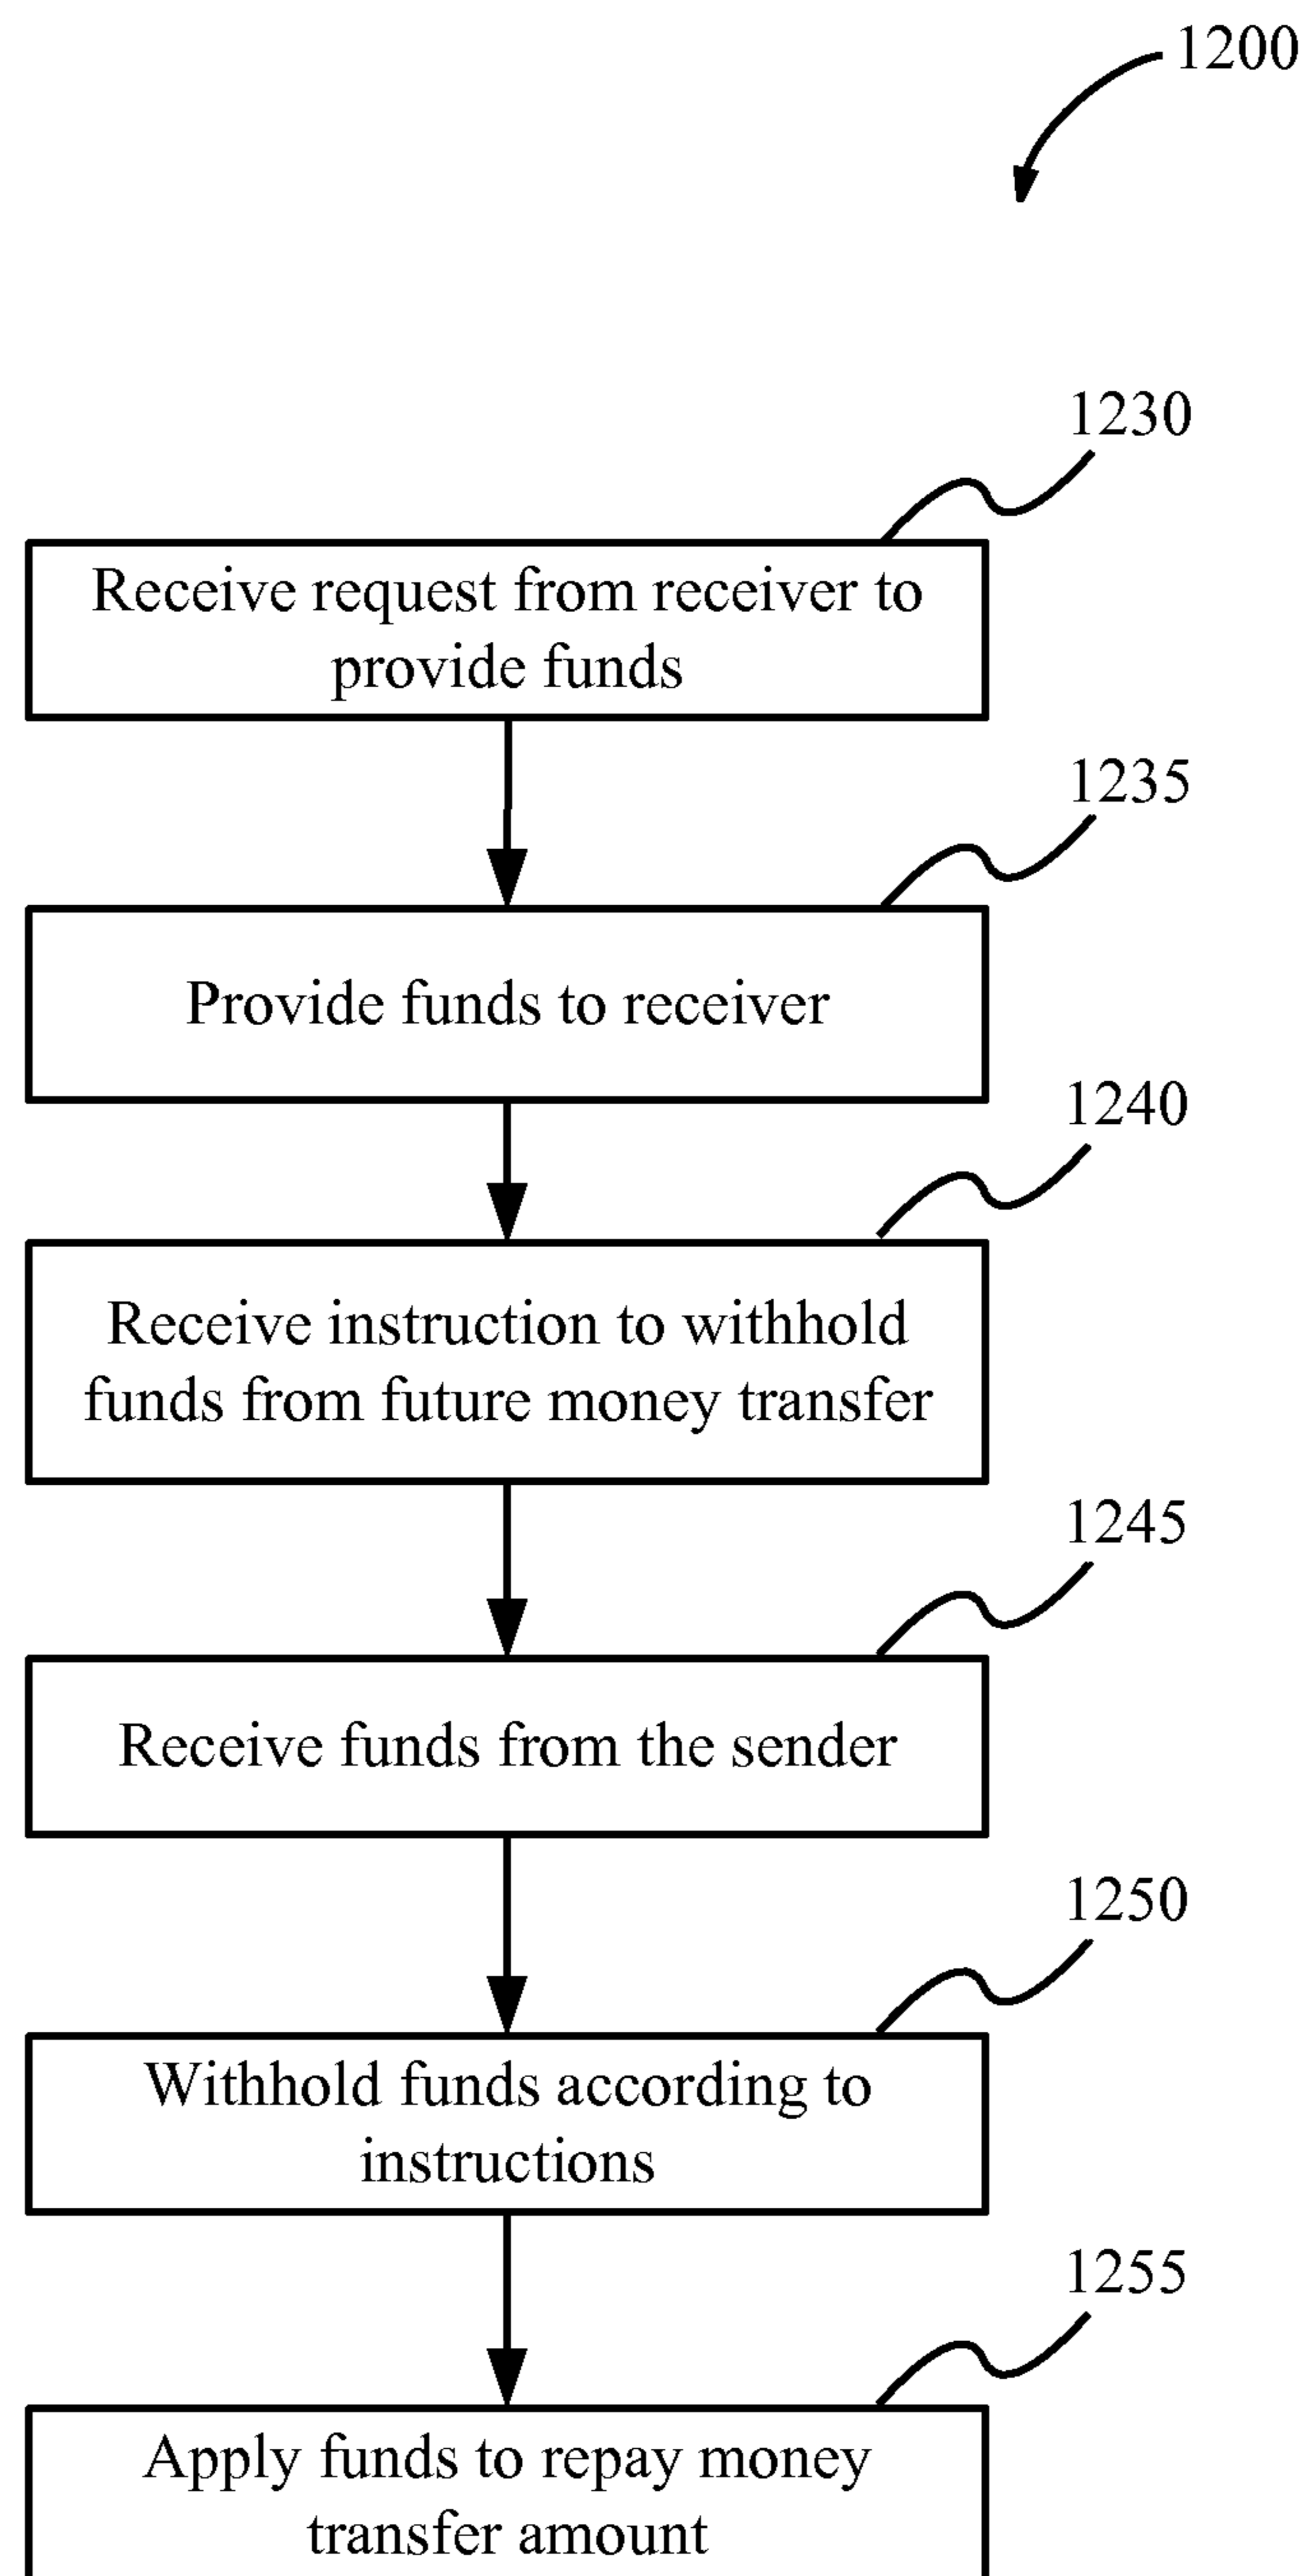 1200
1230
Receive request from receiver to
provide funds
1235
Provide funds to receiver
1240
Receive instruction to withhold
funds from future money transfer
1245
Receive funds from the sender
1250
Withhold funds according to
instructions
1255
Apply funds to repay money
transfer amount